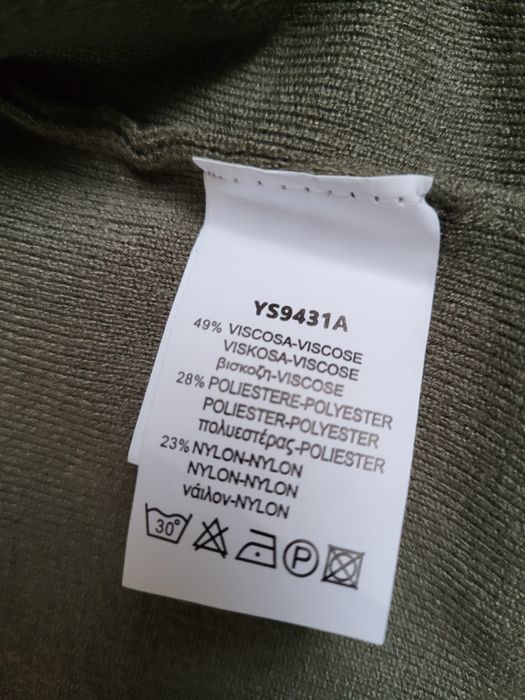 YS9431A
49% VISCOSA-VISCOSE
VISKOSA-VISCOSE
βισκοζη-VISCOSE
28% POLIESTERE-POLYESTER
POLIESTER-POLYESTER
πολυεστέρας-POLIESTER
23% NYLON-NYLON
NYLON-NYLON
νάιλον-NYLON
30°
P